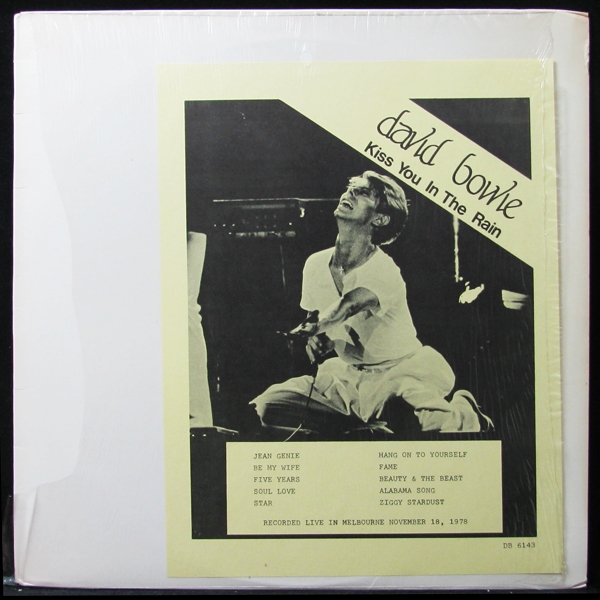 david bowie
Kiss You In The Rain
JEAN GENIE
BE MY WIFE
FIVE YEARS
SOUL LOVE
STAR
HANG ON TO YOURSELF
FAME
BEAUTY & THE BEAST
ALABAMA SONG
ZIGGY STARDUST
RECORDED LIVE IN MELBOURNE NOVEMBER 18, 1978
DB 6143